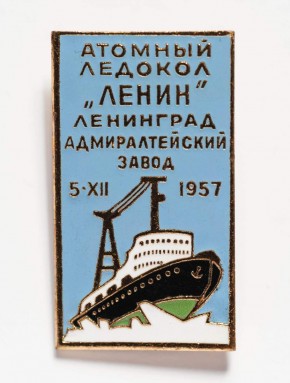 АТОМНЫЙ
ЛЕДОКОЛ
„ЛЕНИН"
ЛЕНИНГРАД
АДМИРАЛТЕЙСКИЙ
ЗАВОД
5·XII 1957